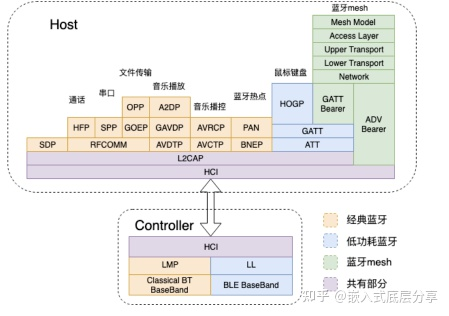 蓝牙mesh
Host
Mesh Model
Access Layer
Upper Transport
Lower Transport
Network
文件传输
鼠标键盘
串口
音乐播放
通话
音乐播控
蓝牙热点
OPP
A2DP
HOGP
GATT
Bearer
ADV
Bearer
HFP
SPP
GOEP
GAVDP
AVRCP
PAN
GATT
SDP
RFCOMM
AVDTP
AVCTP
BNEP
ATT
L2CAP
HCI
Controller
HCI
LMP
LL
Classical BT
BaseBand
BLE BaseBand
经典蓝牙
低功耗蓝牙
蓝牙mesh
共有部分
知乎 @嵌入式底层分享